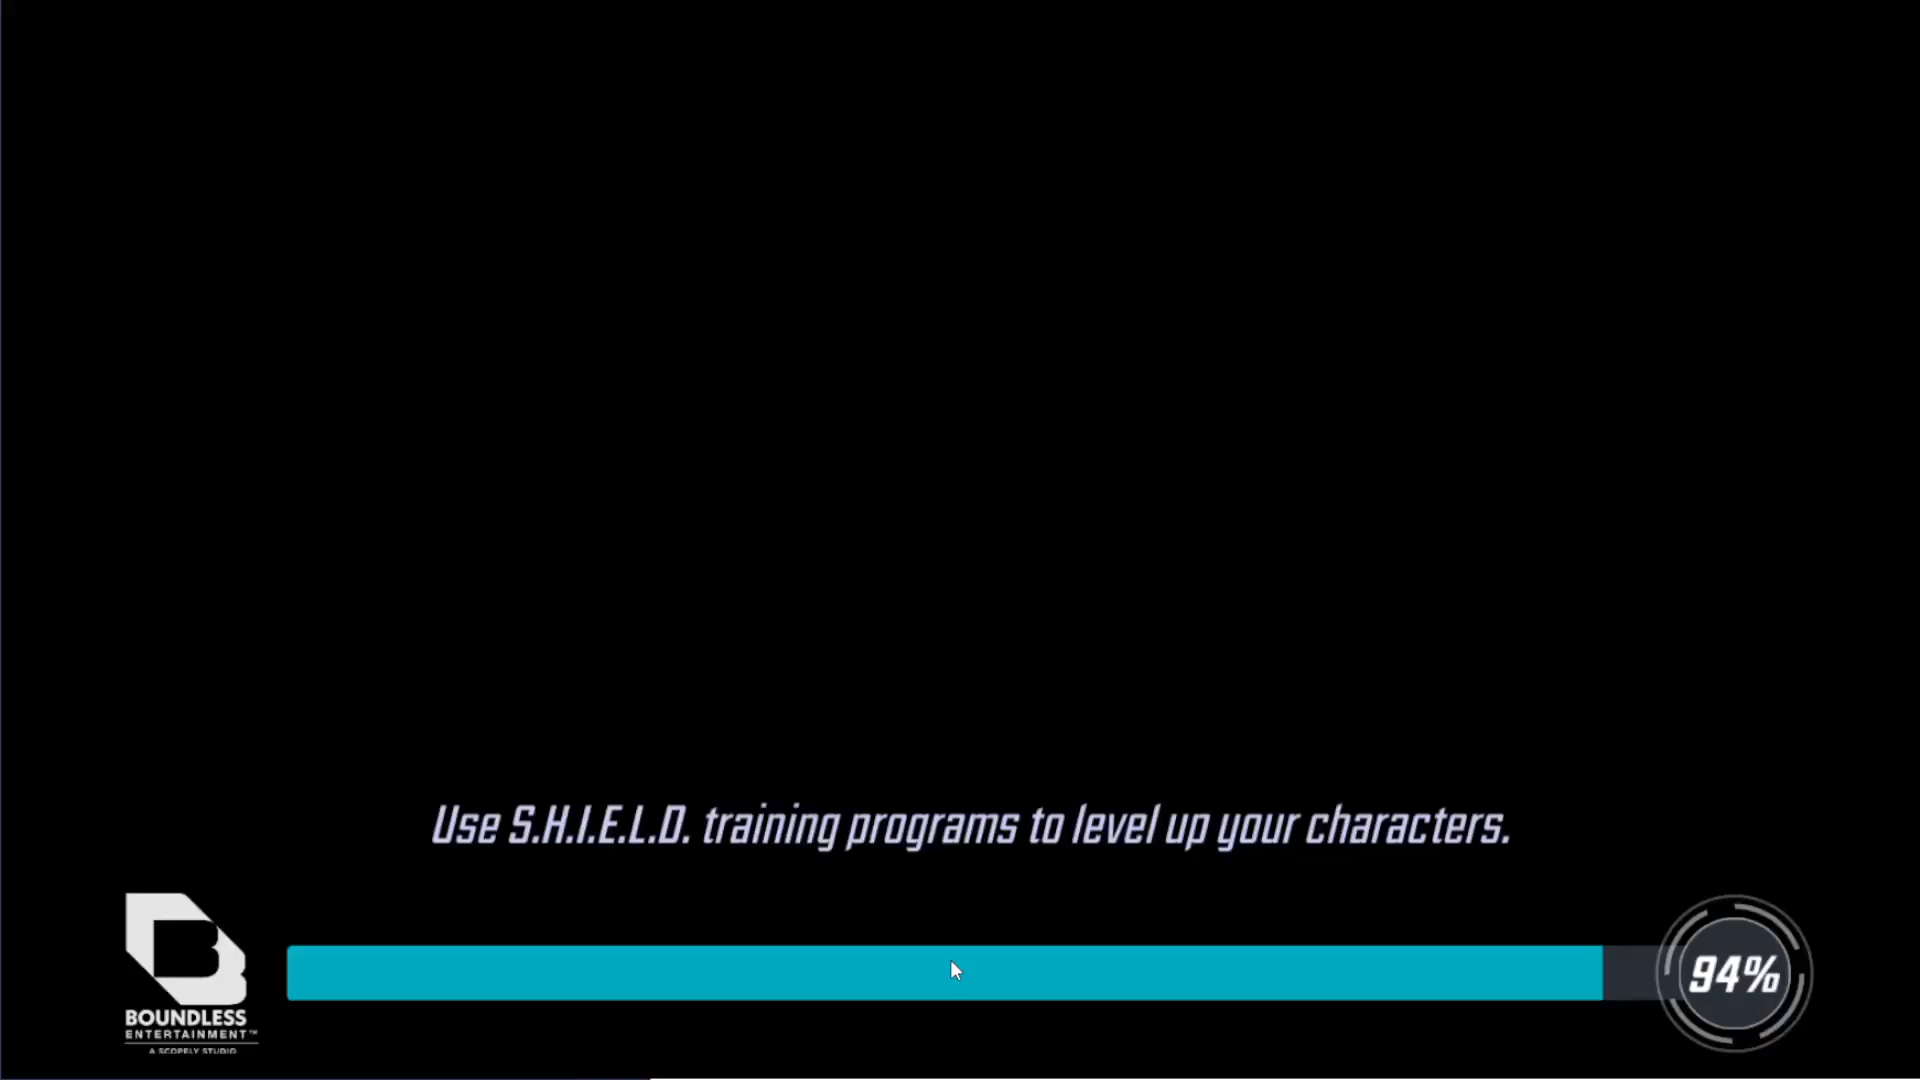 Use S.H.I.E.L.D. training programs to level up your characters.
94%
BOUNDLESS
ENTERTAINMENT™
A SCOPELY STUDIO